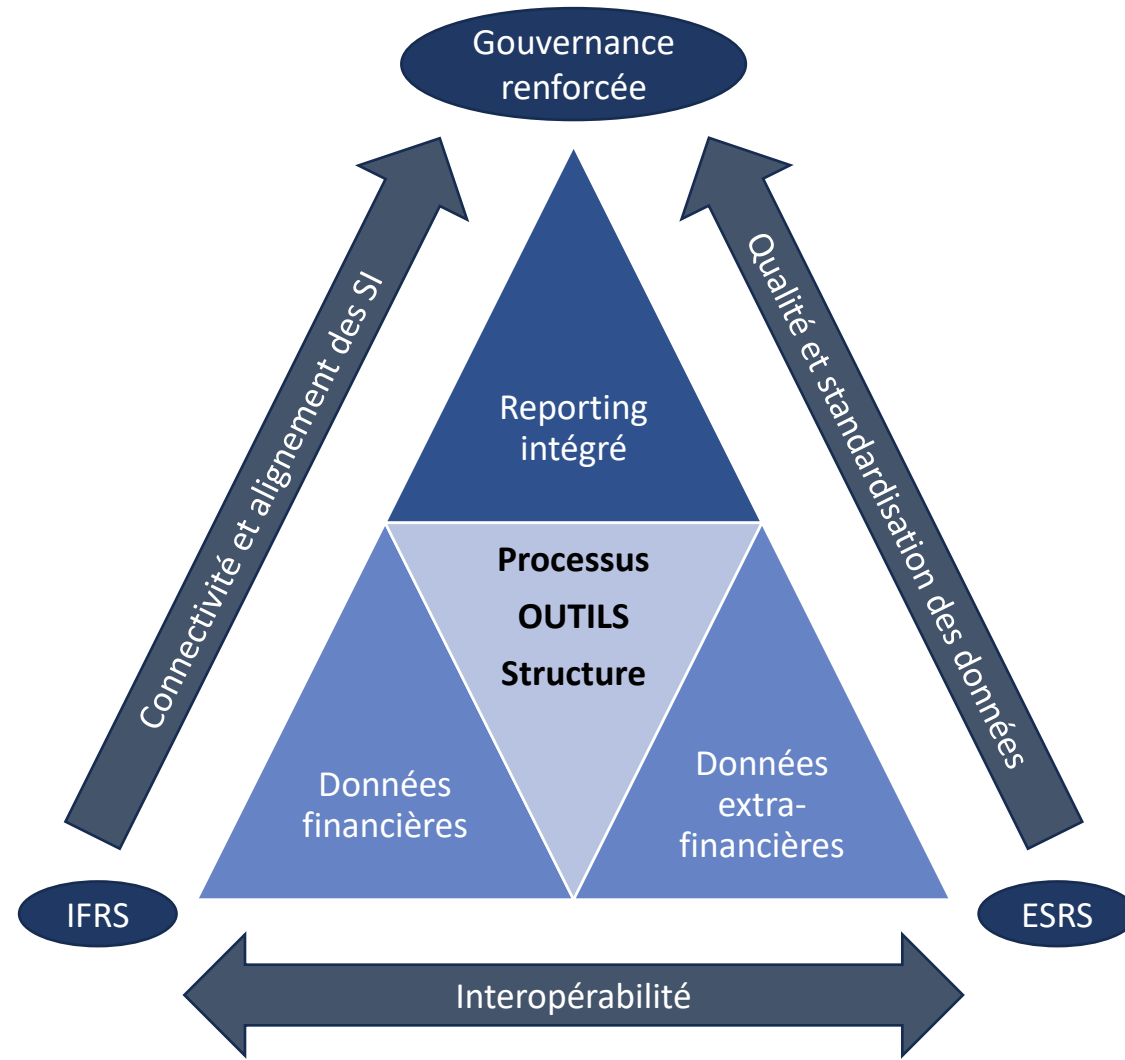 Gouvernance
renforcée
Connectivité et alignement des SI
Qualité et standardisation des données
Reporting
intégré
Processus
OUTILS
Structure
Données
financières
Données
extra-
financières
IFRS
ESRS
Interopérabilité